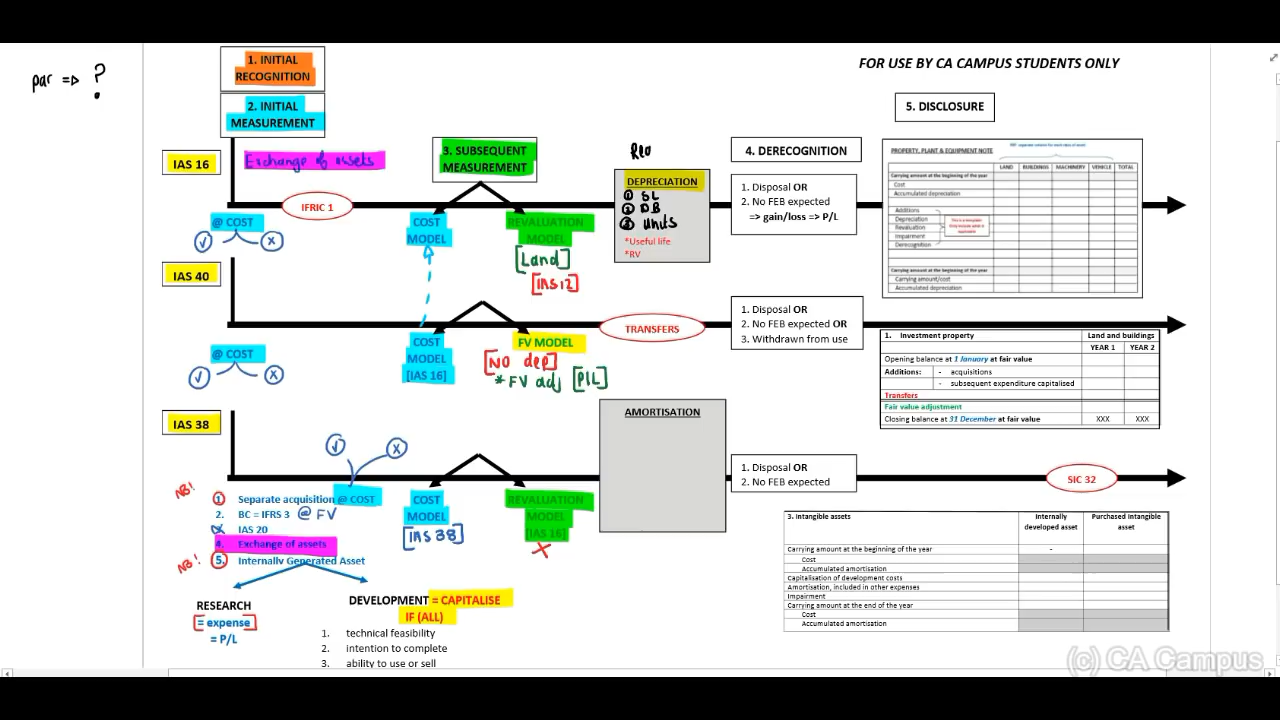 par => ?
1. INITIAL
RECOGNITION
2. INITIAL
MEASUREMENT
FOR USE BY CA CAMPUS STUDENTS ONLY
5. DISCLOSURE
IAS 16
Exchange of assets
3. SUBSEQUENT
MEASUREMENT
4. DERECOGNITION
IFRIC 1
@ COST
√ X
COST
MODEL
REVALUATION
MODEL
[Land]
[IAS 12]
DEPRECIATION
① SL
② DB
③ Units
*Useful life
*RV
1. Disposal OR
2. No FEB expected
=> gain/loss => P/L
PROPERTY, PLANT & EQUIPMENT NOTE
LAND BUILDINGS MACHINERY VEHICLE TOTAL
Carrying amount at the beginning of the year
Cost
Accumulated depreciation
Additions
Depreciation
Revaluation
Impairment
Derecognition
Carrying amount at the beginning of the year
Carrying amount/cost
Accumulated depreciation
IAS 40
@ COST
√ X
COST
MODEL
[IAS 16]
FV MODEL
[NO dep]
*FV adj [P/L]
TRANSFERS
1. Disposal OR
2. No FEB expected OR
3. Withdrawn from use
1. Investment property Land and buildings
YEAR 1 YEAR 2
Opening balance at 1 January at fair value
Additions: - acquisitions
- subsequent expenditure capitalised
Transfers
Fair value adjustment
Closing balance at 31 December at fair value XXX XXX
IAS 38
√ X
AMORTISATION
NB!
1. Separate acquisition @ COST
2. BC = IFRS 3 @ FV
IAS 20
4. Exchange of assets
NB!
5. Internally Generated Asset
COST
MODEL
[IAS 38]
REVALUATION
MODEL
[IAS 16]
X
1. Disposal OR
2. No FEB expected
SIC 32
RESEARCH
[= expense]
= P/L
DEVELOPMENT = CAPITALISE
IF (ALL)
1. technical feasibility
2. intention to complete
3. ability to use or sell
3. Intangible assets Internally developed asset Purchased intangible asset
Carrying amount at the beginning of the year -
Cost
Accumulated amortisation
Capitalisation of development costs
Amortisation, included in other expenses
Impairment
Carrying amount at the end of the year
Cost
Accumulated amortisation
(c) CA Campus